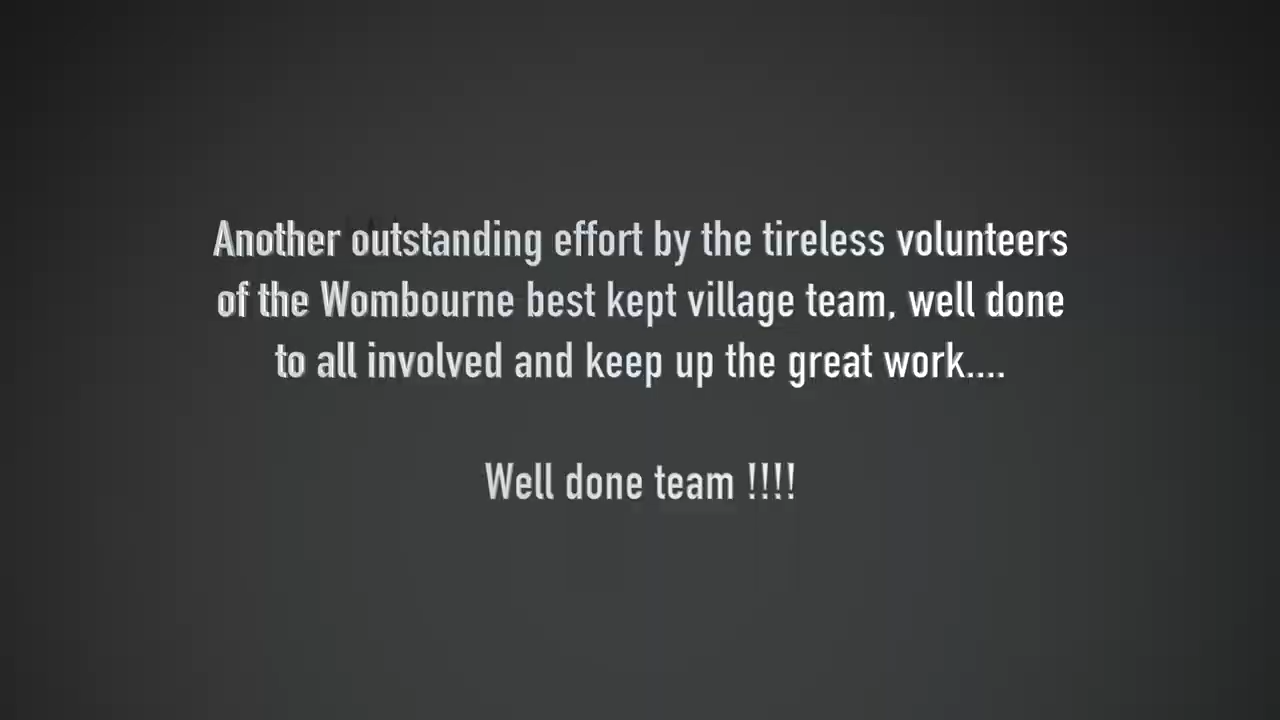 Another outstanding effort by the tireless volunteers
of the Wombourne best kept village team, well done
to all involved and keep up the great work....
Well done team !!!!